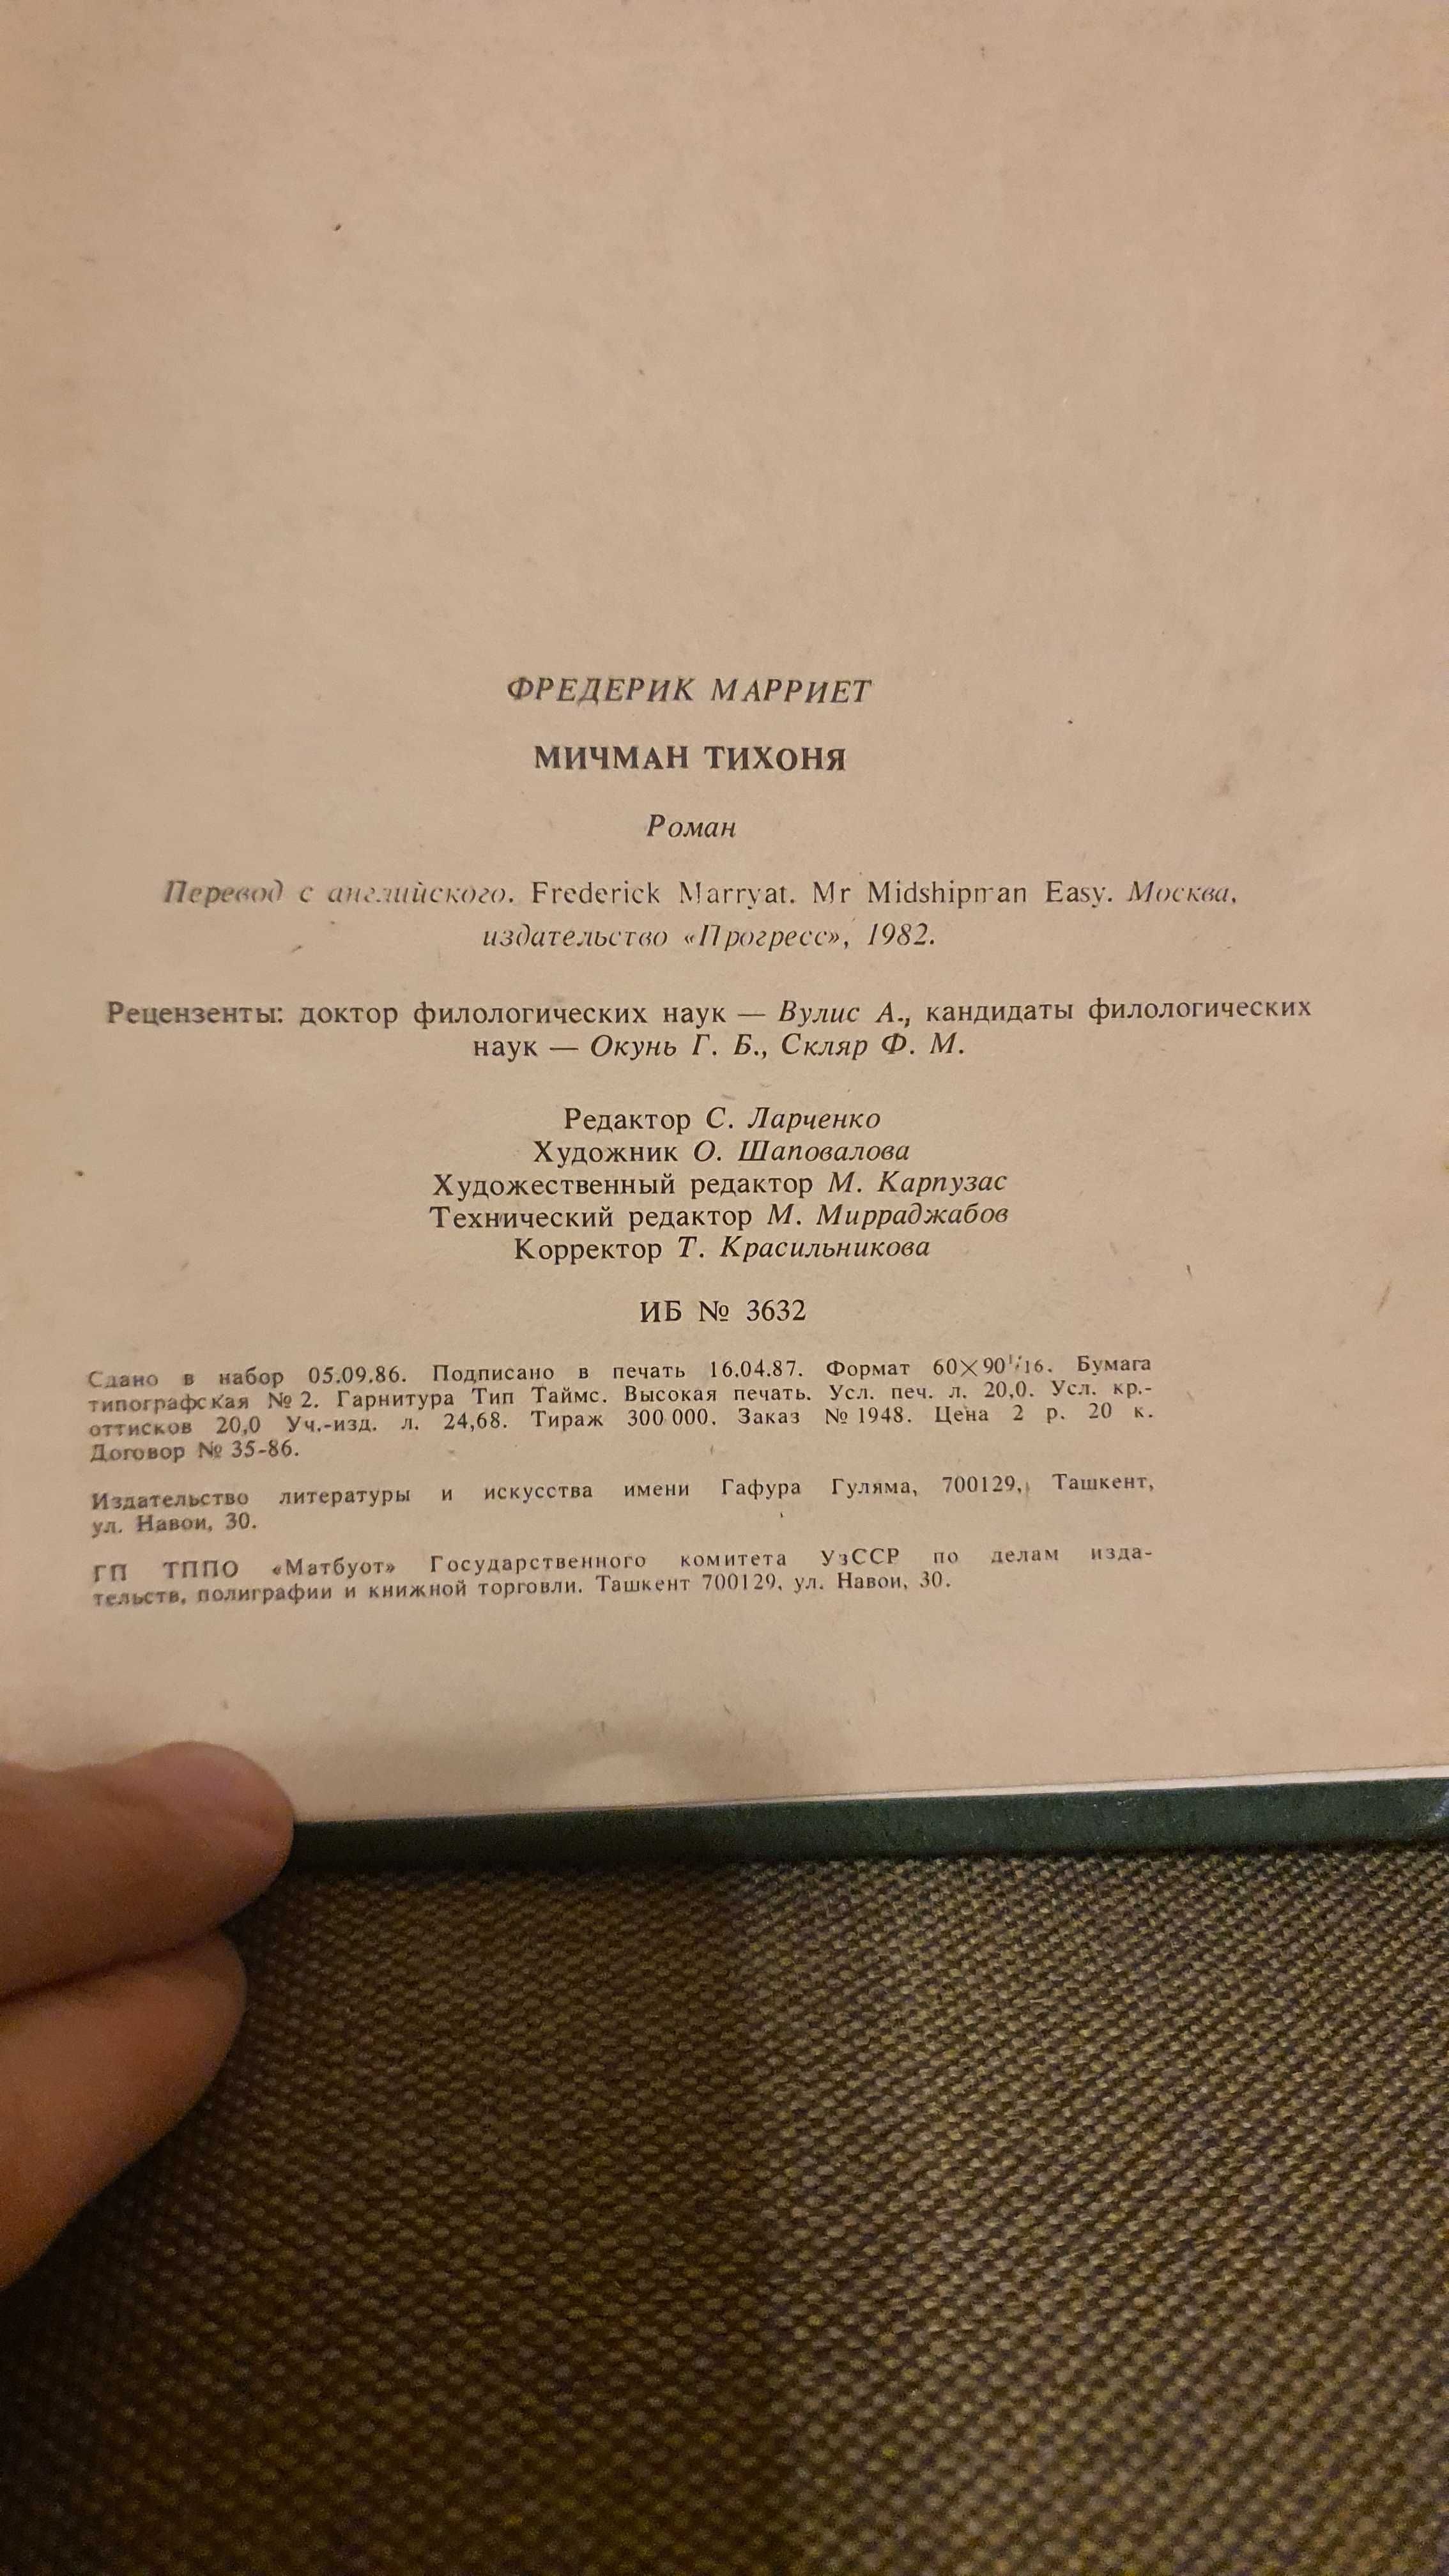 ФРЕДЕРИК МАРРИЕТ
МИЧМАН ТИХОНЯ
Роман
Перевод с английского. Frederick Marryat. Mr Midshipman Easy. Москва,
издательство «Прогресс», 1982.
Рецензенты: доктор филологических наук — Вулис А., кандидаты филологических
наук — Окунь Г. Б., Скляр Ф. М.
Редактор С. Ларченко
Художник О. Шаповалова
Художественный редактор М. Карпузас
Технический редактор М. Мирраджабов
Корректор Т. Красильникова
ИБ № 3632
Сдано в набор 05.09.86. Подписано в печать 16.04.87. Формат 60×90¹/16. Бумага
типографская № 2. Гарнитура Тип Таймс. Высокая печать. Усл. печ. л. 20,0. Усл. кр.-
оттисков 20,0 Уч.-изд. л. 24,68. Тираж 300 000. Заказ № 1948. Цена 2 р. 20 к.
Договор № 35-86.
Издательство литературы и искусства имени Гафура Гуляма, 700129, Ташкент,
ул. Навои, 30.
ГП ТППО «Матбуот» Государственного комитета УзССР по делам изда-
тельств, полиграфии и книжной торговли. Ташкент 700129, ул. Навои, 30.